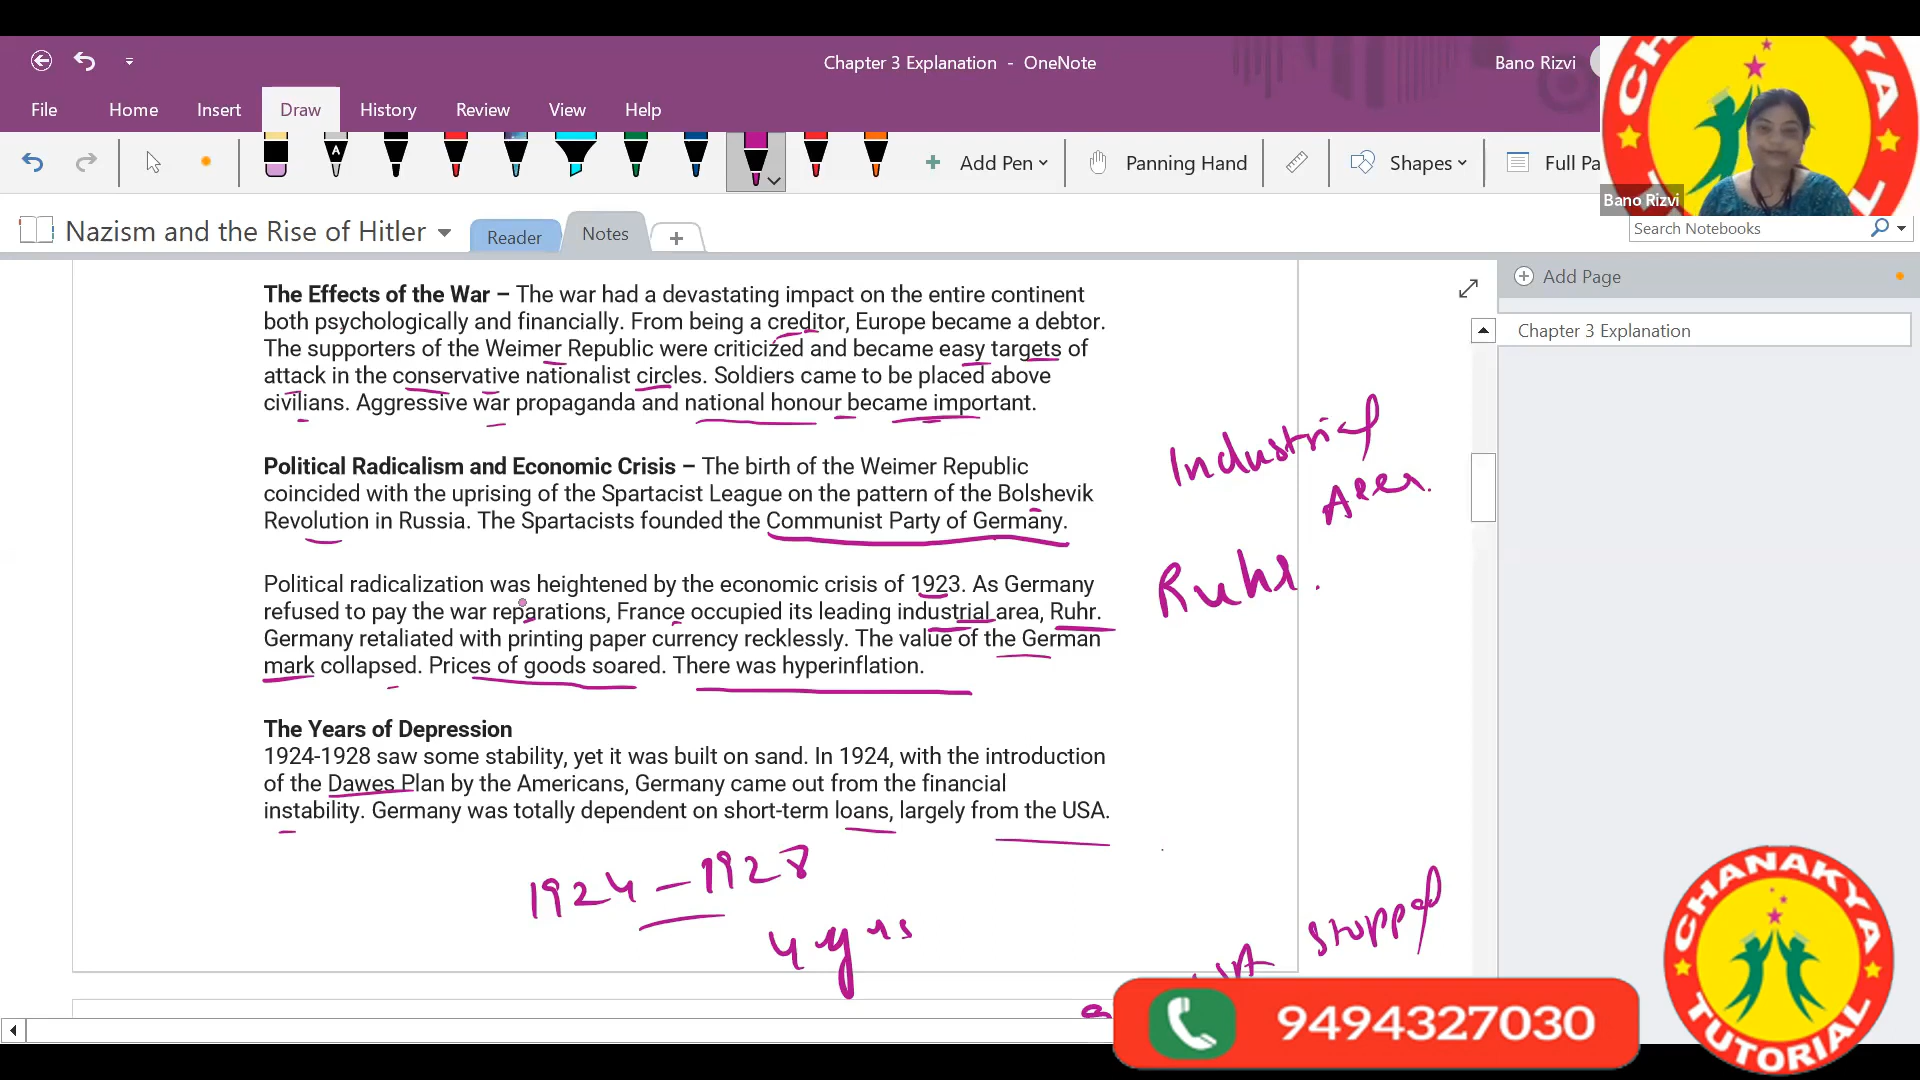 Chapter 3 Explanation - OneNote
Bano Rizvi
File Home Insert Draw History Review View Help
A
Add Pen
Panning Hand
Shapes
Full Pa
Bano Rizvi
Nazism and the Rise of Hitler
Reader
Notes
Search Notebooks
Add Page
Chapter 3 Explanation
The Effects of the War – The war had a devastating impact on the entire continent
both psychologically and financially. From being a creditor, Europe became a debtor.
The supporters of the Weimer Republic were criticized and became easy targets of
attack in the conservative nationalist circles. Soldiers came to be placed above
civilians. Aggressive war propaganda and national honour became important.
Industrial
Area.
Political Radicalism and Economic Crisis – The birth of the Weimer Republic
coincided with the uprising of the Spartacist League on the pattern of the Bolshevik
Revolution in Russia. The Spartacists founded the Communist Party of Germany.
Ruhr.
Political radicalization was heightened by the economic crisis of 1923. As Germany
refused to pay the war reparations, France occupied its leading industrial area, Ruhr.
Germany retaliated with printing paper currency recklessly. The value of the German
mark collapsed. Prices of goods soared. There was hyperinflation.
The Years of Depression
1924-1928 saw some stability, yet it was built on sand. In 1924, with the introduction
of the Dawes Plan by the Americans, Germany came out from the financial
instability. Germany was totally dependent on short-term loans, largely from the USA.
1924 – 1928
4 yrs
stopped
9494327030
CHANAKYA
TUTORIAL